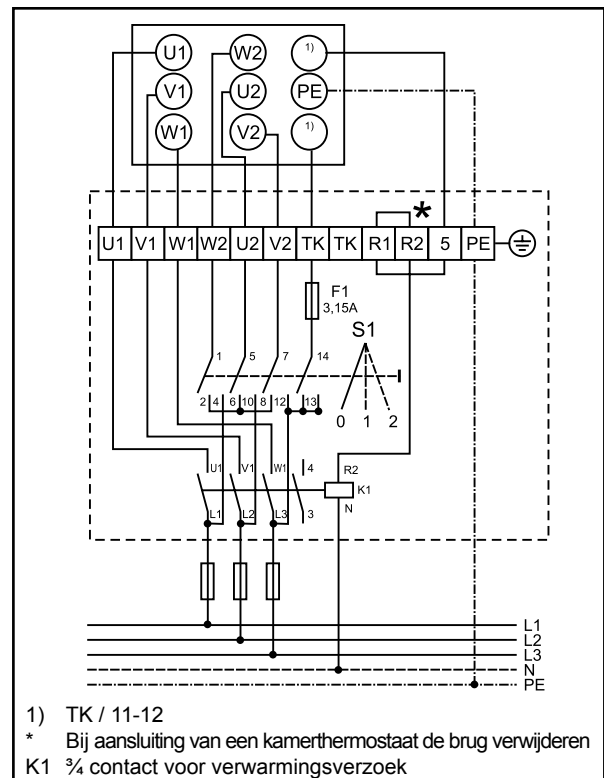 U1 W2 1)
V1 U2 PE
W1 V2 1)
*
U1 V1 W1 W2 U2 V2 TK TK R1 R2 5 PE
F1
3,15A
S1
1 5 7 14
2 4 6 10 8 12 13
0 1 2
U1 V1 W1 4 R2
K1
L1 L2 L3 3 N
L1
L2
L3
N
PE
1) TK / 11-12
* Bij aansluiting van een kamerthermostaat de brug verwijderen
K1 ¾ contact voor verwarmingsverzoek